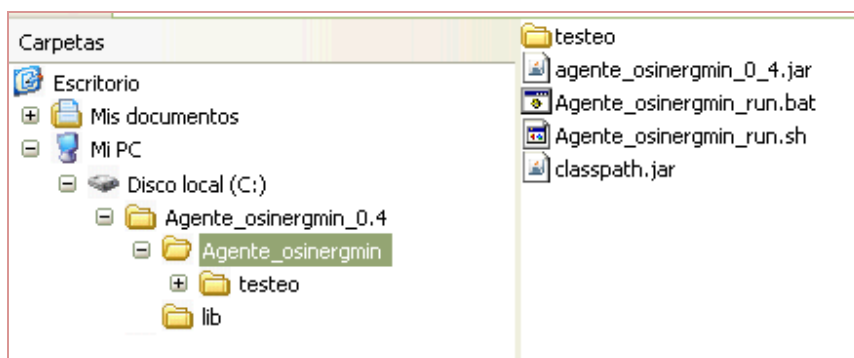 Carpetas
Escritorio
Mis documentos
Mi PC
Disco local (C:)
Agente_osinergmin_0.4
Agente_osinergmin
testeo
lib
testeo
agente_osinergmin_0_4.jar
Agente_osinergmin_run.bat
Agente_osinergmin_run.sh
classpath.jar